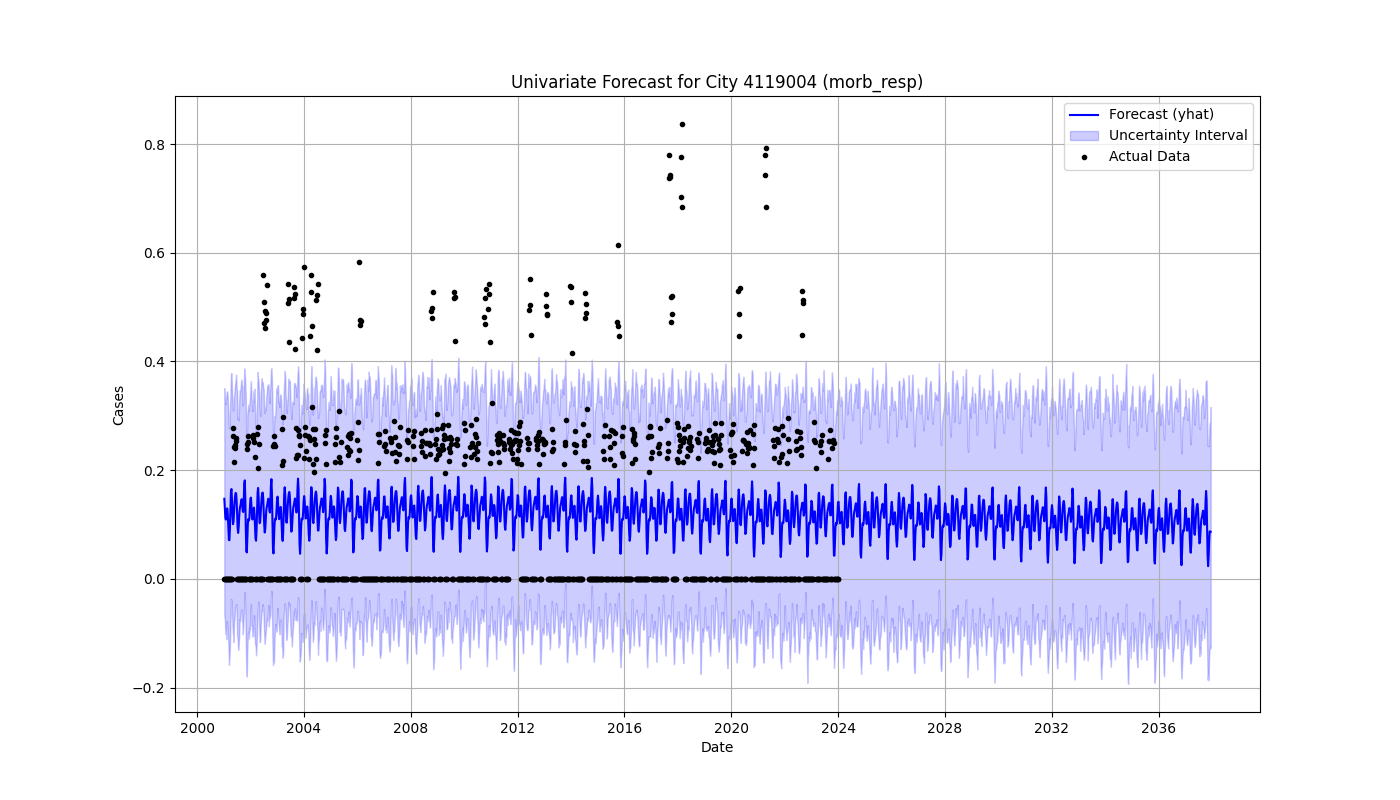 Univariate Forecast for City 4119004 (morb_resp)
Forecast (yhat)
Uncertainty Interval
Actual Data
Cases
0.8
0.6
0.4
0.2
0.0
−0.2
2000 2004 2008 2012 2016 2020 2024 2028 2032 2036
Date